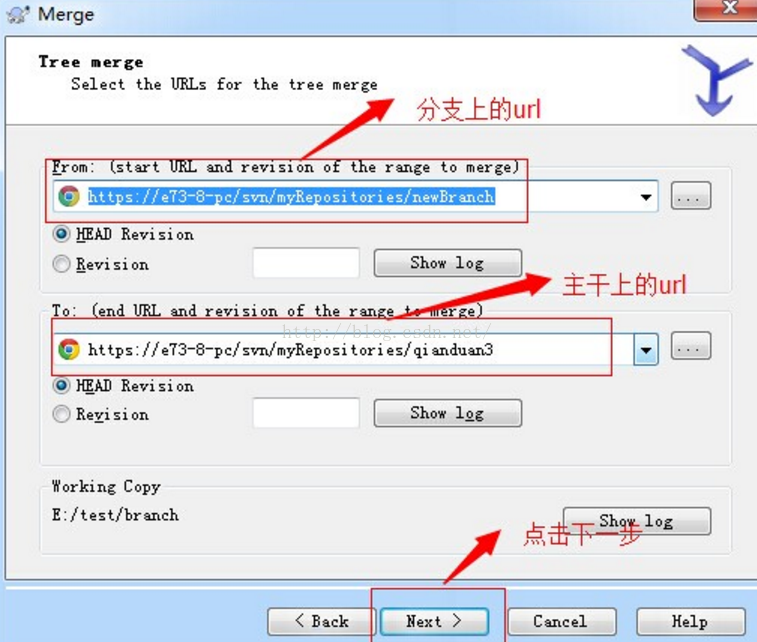 Merge
Tree merge
Select the URLs for the tree merge
分支上的url
From: (start URL and revision of the range to merge)
https://e73-8-pc/svn/myRepositories/newBranch
...
HEAD Revision
Revision
Show log
主干上的url
To: (end URL and revision of the range to merge)
http://blog.csdn.net/
https://e73-8-pc/svn/myRepositories/qianduan3
...
HEAD Revision
Revision
Show log
Working Copy
E:/test/branch
Show log
点击下一步
< Back
Next >
Cancel
Help